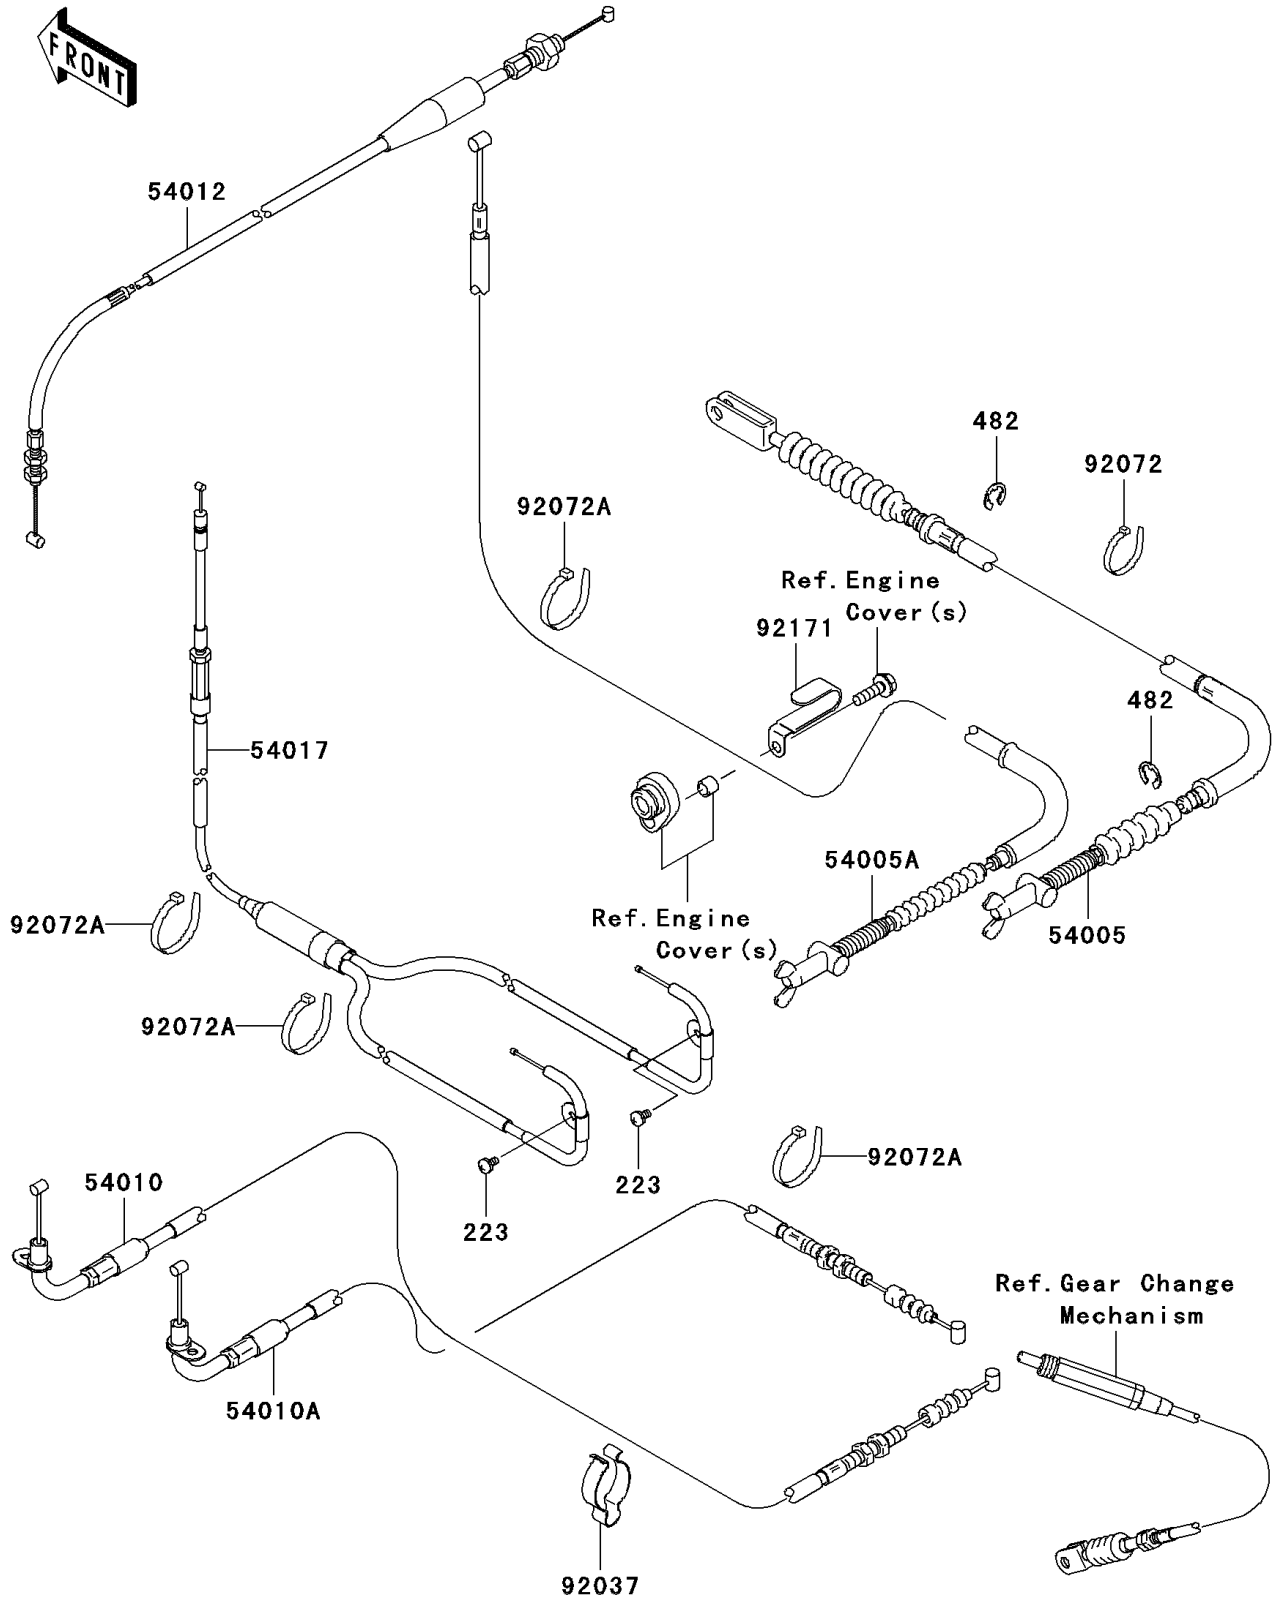 FRONT
54012
482
92072
92072A
Ref.Engine
Cover(s)
92171
482
54017
54005A
92072A
Ref.Engine
Cover(s)
54005
92072A
92072A
54010
223
223
Ref.Gear Change
Mechanism
54010A
92037